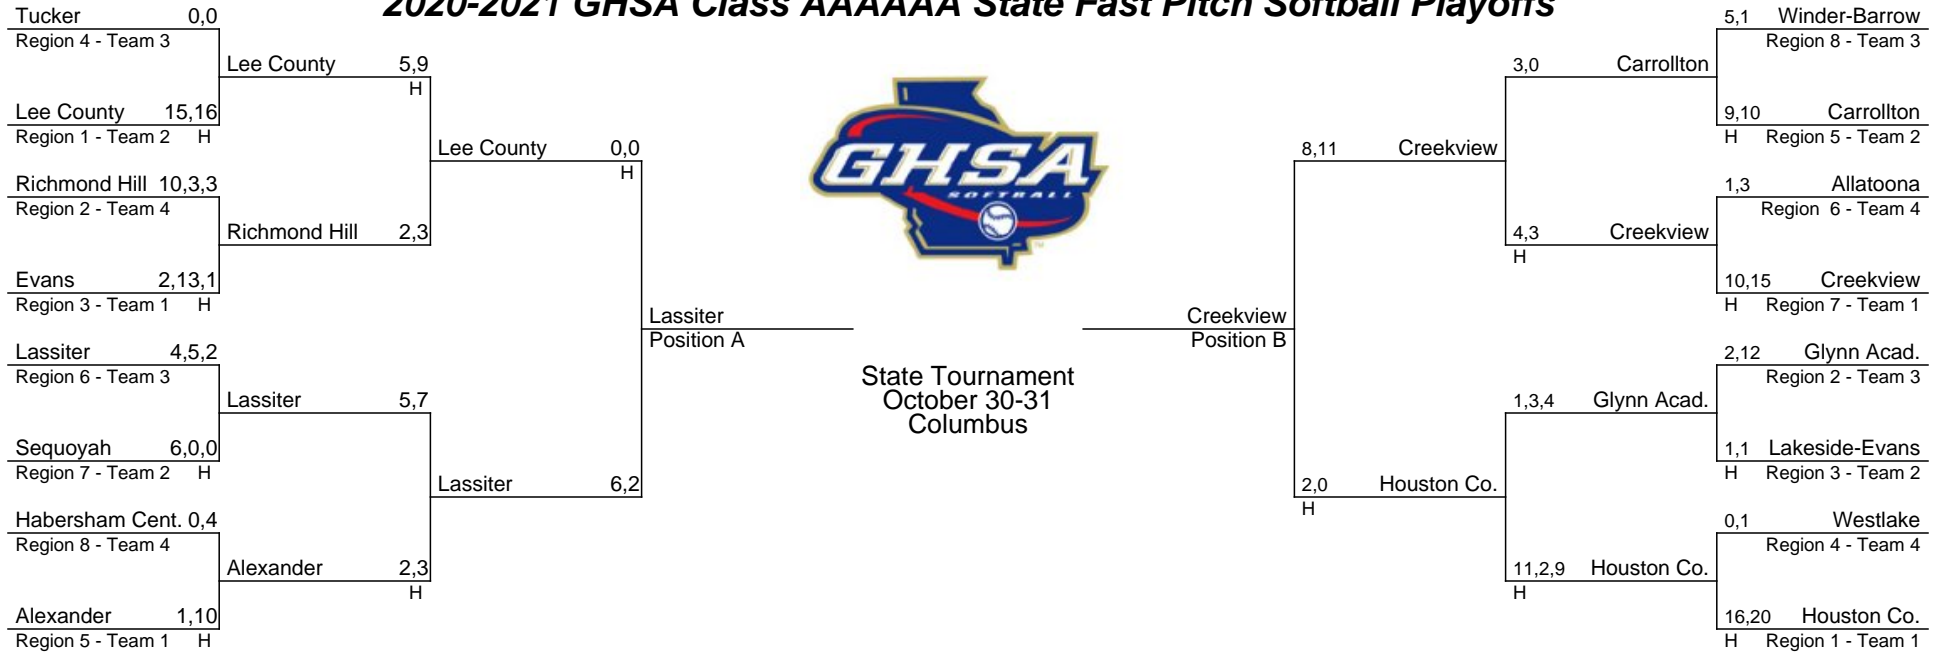 2020-2021 GHSA Class AAAAAA State Fast Pitch Softball Playoffs
Tucker 0,0
Region 4 - Team 3
Lee County 5,9
H
Lee County 15,16
Region 1 - Team 2 H
Lee County 0,0
H
Richmond Hill 10,3,3
Region 2 - Team 4
Richmond Hill 2,3
Evans 2,13,1
Region 3 - Team 1 H
Lassiter
Position A
Lassiter 4,5,2
Region 6 - Team 3
Lassiter 5,7
Sequoyah 6,0,0
Region 7 - Team 2 H
Lassiter 6,2
Habersham Cent. 0,4
Region 8 - Team 4
Alexander 2,3
H
Alexander 1,10
Region 5 - Team 1 H
GHSA
SOFTBALL
TM
State Tournament
October 30-31
Columbus
5,1 Winder-Barrow
Region 8 - Team 3
3,0 Carrollton
9,10 Carrollton
H Region 5 - Team 2
8,11 Creekview
1,3 Allatoona
Region 6 - Team 4
4,3 Creekview
H
10,15 Creekview
H Region 7 - Team 1
Creekview
Position B
2,12 Glynn Acad.
Region 2 - Team 3
1,3,4 Glynn Acad.
1,1 Lakeside-Evans
H Region 3 - Team 2
2,0 Houston Co.
H
0,1 Westlake
Region 4 - Team 4
11,2,9 Houston Co.
H
16,20 Houston Co.
H Region 1 - Team 1